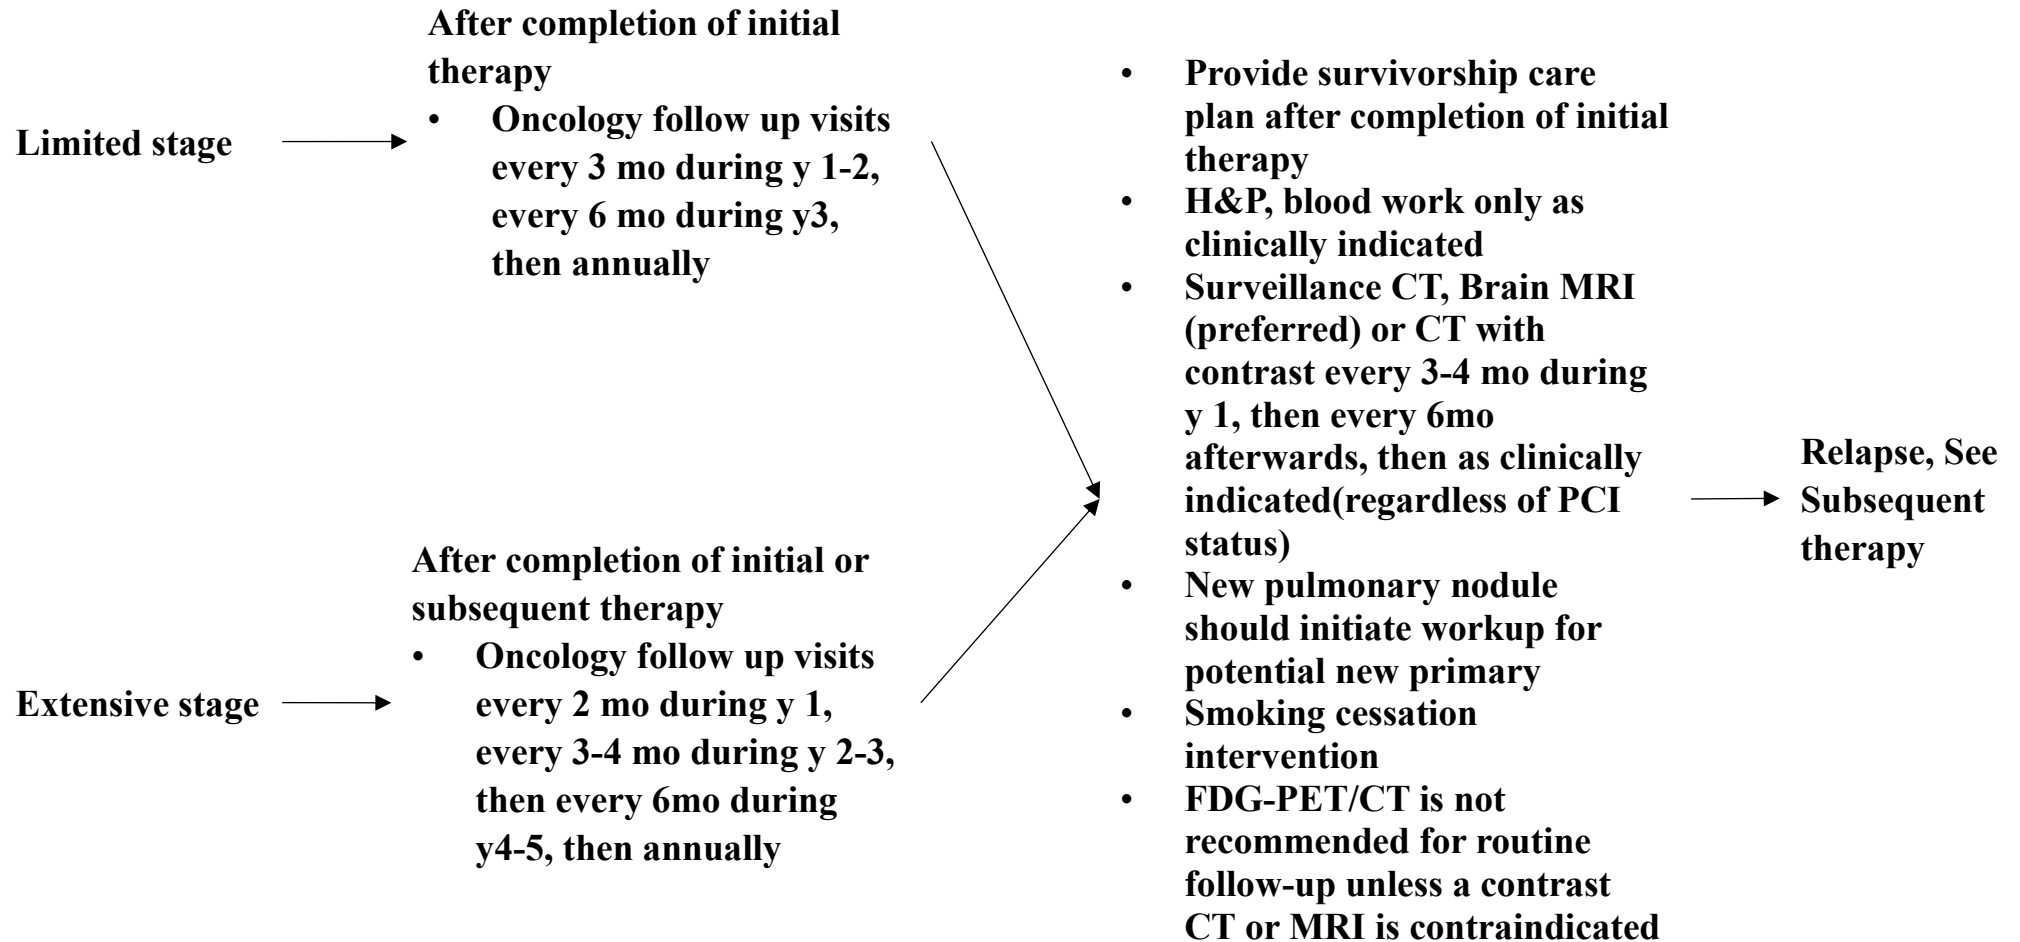 Limited stage
After completion of initial
therapy
• Oncology follow up visits
every 3 mo during y 1-2,
every 6 mo during y3,
then annually
Extensive stage
After completion of initial or
subsequent therapy
• Oncology follow up visits
every 2 mo during y 1,
every 3-4 mo during y 2-3,
then every 6mo during
y4-5, then annually
• Provide survivorship care
plan after completion of initial
therapy
• H&P, blood work only as
clinically indicated
• Surveillance CT, Brain MRI
(preferred) or CT with
contrast every 3-4 mo during
y 1, then every 6mo
afterwards, then as clinically
indicated(regardless of PCI
status)
• New pulmonary nodule
should initiate workup for
potential new primary
• Smoking cessation
intervention
• FDG-PET/CT is not
recommended for routine
follow-up unless a contrast
CT or MRI is contraindicated
Relapse, See
Subsequent
therapy